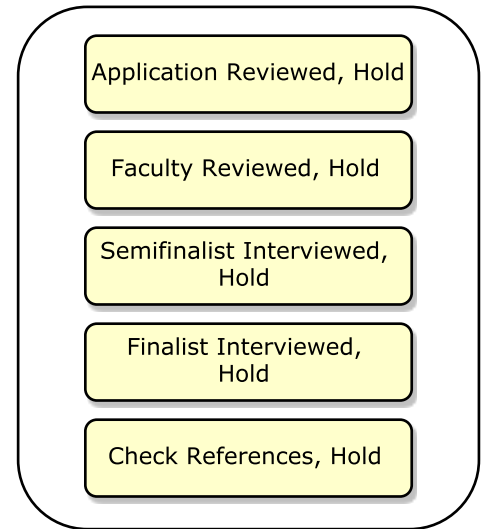 Application Reviewed, Hold
Faculty Reviewed, Hold
Semifinalist Interviewed,
Hold
Finalist Interviewed,
Hold
Check References, Hold